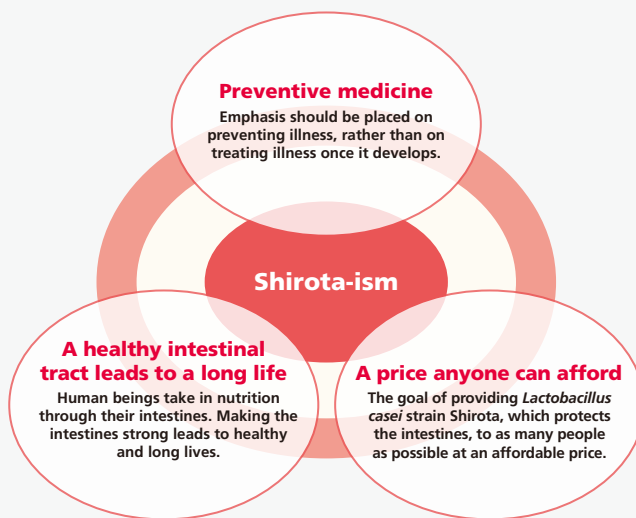 Preventive medicine
Emphasis should be placed on
preventing illness, rather than on
treating illness once it develops.
Shirota-ism
A healthy intestinal
tract leads to a long life
Human beings take in nutrition
through their intestines. Making the
intestines strong leads to healthy
and long lives.
A price anyone can afford
The goal of providing Lactobacillus
casei strain Shirota, which protects
the intestines, to as many people
as possible at an affordable price.